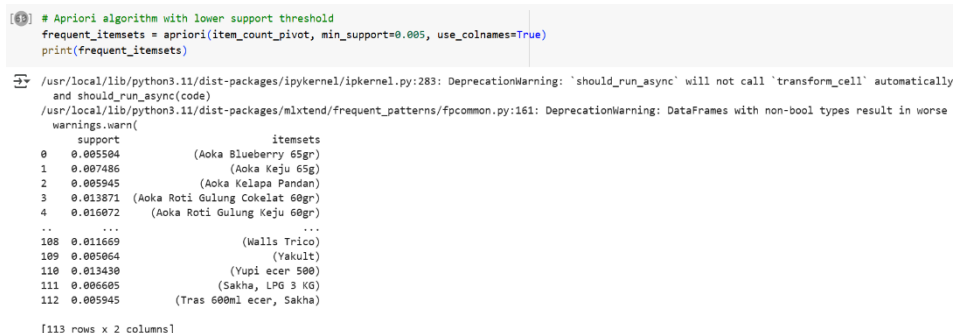 [63] # Apriori algorithm with lower support threshold
frequent_itemsets = apriori(item_count_pivot, min_support=0.005, use_colnames=True)
print(frequent_itemsets)
/usr/local/lib/python3.11/dist-packages/ipykernel/ipkernel.py:283: DeprecationWarning: `should_run_async` will not call `transform_cell` automatically
and should_run_async(code)
/usr/local/lib/python3.11/dist-packages/mlxtend/frequent_patterns/fpcommon.py:161: DeprecationWarning: DataFrames with non-bool types result in worse
warnings.warn(
support itemsets
0 0.005504 (Aoka Blueberry 65gr)
1 0.007486 (Aoka Keju 65g)
2 0.005945 (Aoka Kelapa Pandan)
3 0.013871 (Aoka Roti Gulung Cokelat 60gr)
4 0.016072 (Aoka Roti Gulung Keju 60gr)
.. ... ...
108 0.011669 (Walls Trico)
109 0.005064 (Yakult)
110 0.013430 (Yupi ecer 500)
111 0.006605 (Sakha, LPG 3 KG)
112 0.005945 (Tras 600ml ecer, Sakha)
[113 rows x 2 columns]